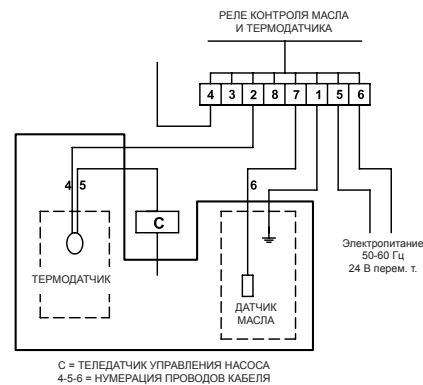 РЕЛЕ КОНТРОЛЯ МАСЛА
И ТЕРМОДАТЧИКА
4 3 2 8 7 1 5 6
4 5
6
C
ТЕРМОДАТЧИК
ДАТЧИК
МАСЛА
Электропитание
50-60 Гц
24 В перем. т.
C = ТЕЛЕДАТЧИК УПРАВЛЕНИЯ НАСОСА
4-5-6 = НУМЕРАЦИЯ ПРОВОДОВ КАБЕЛЯ